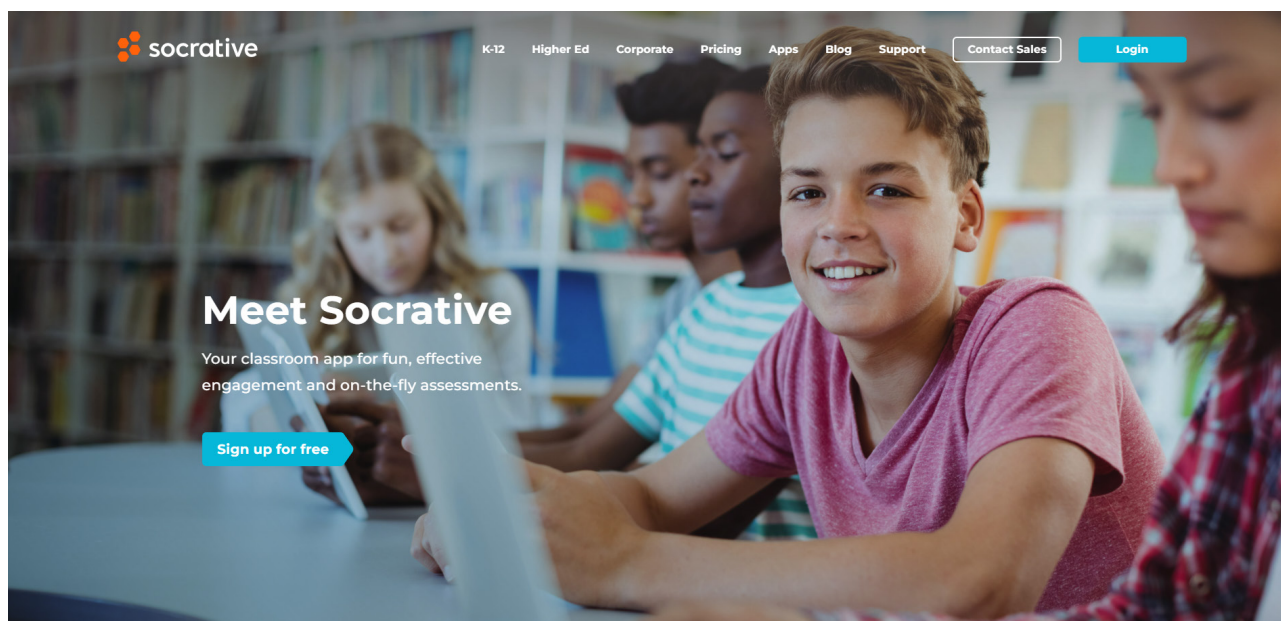 socrative
K-12 Higher Ed Corporate Pricing Apps Blog Support Contact Sales Login
Meet Socrative
Your classroom app for fun, effective
engagement and on-the-fly assessments.
Sign up for free